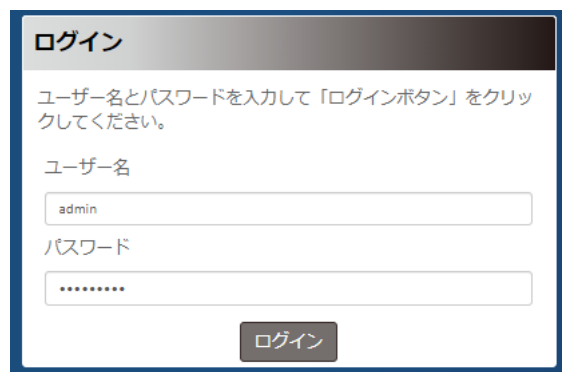 ログイン
ユーザー名とパスワードを入力して「ログインボタン」をクリッ
クしてください。
ユーザー名
admin
パスワード
•••••••••
ログイン